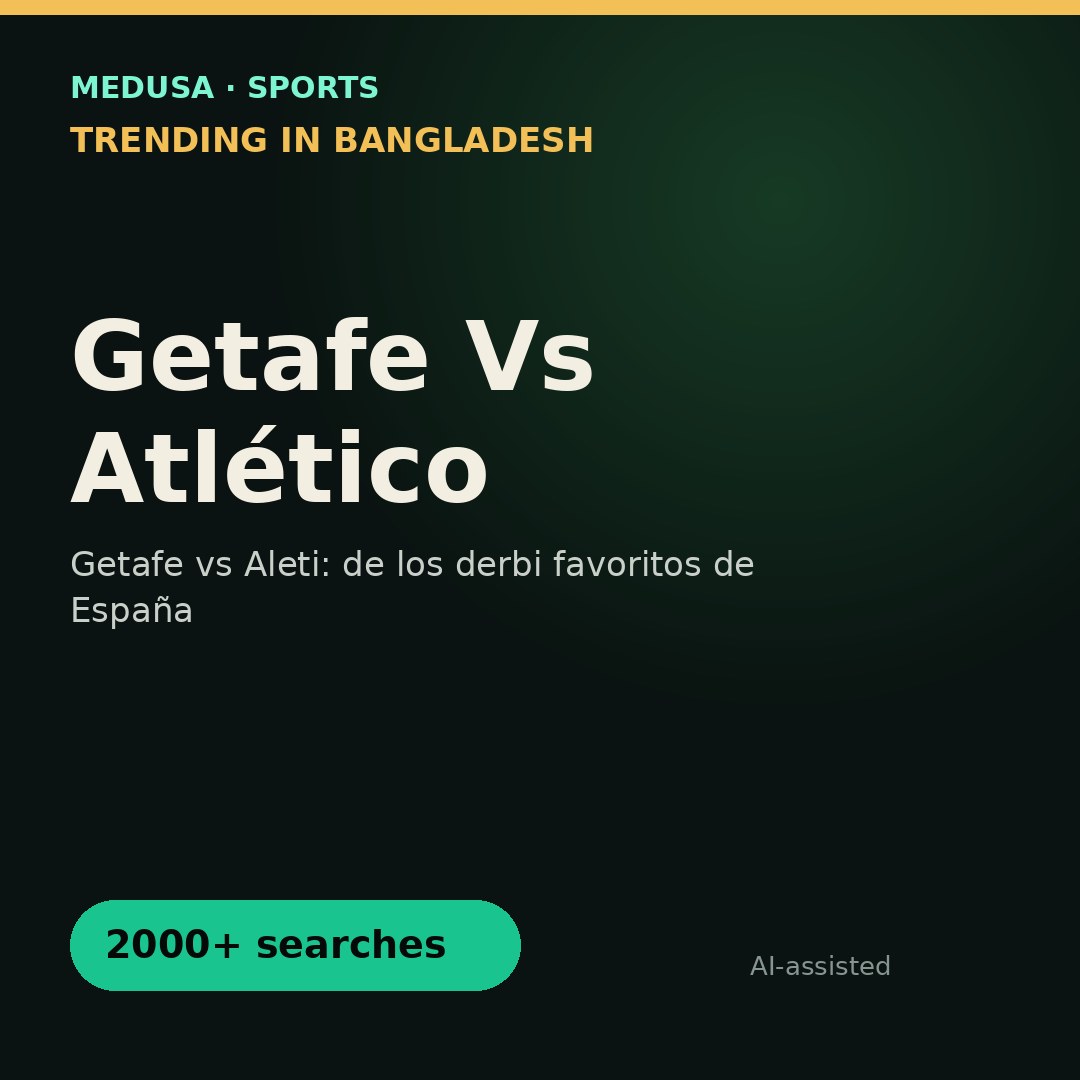 MEDUSA · SPORTS
TRENDING IN BANGLADESH
Getafe Vs
Atlético
Getafe vs Aleti: de los derbi favoritos de
España
2000+ searches
AI-assisted